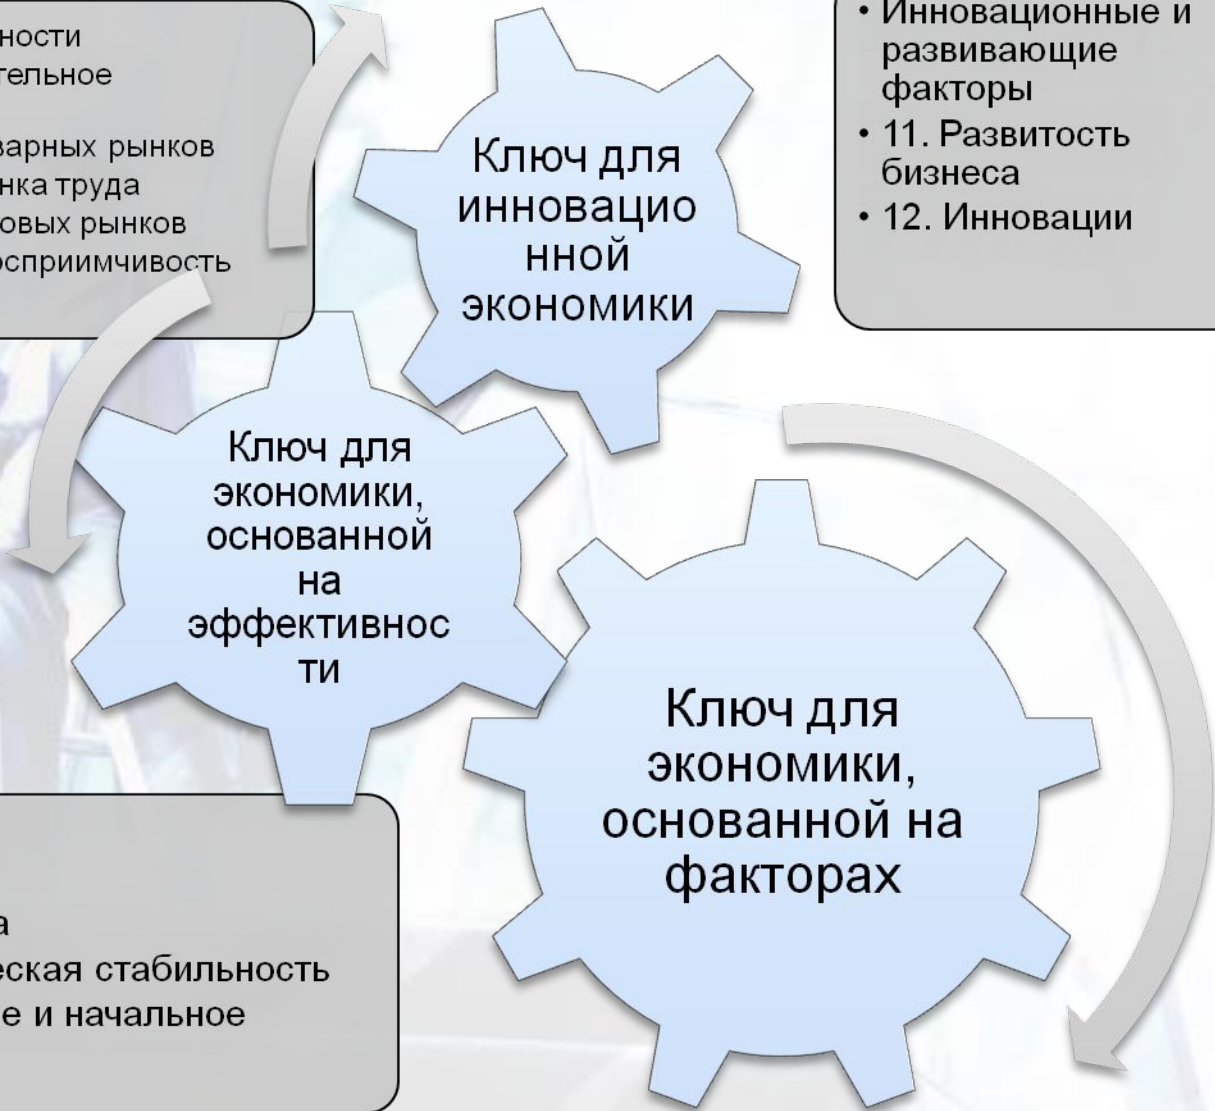 ности
тельное
варных рынков
нка труда
овых рынков
осприимчивость
• Инновационные и
развивающие
факторы
• 11. Развитость
бизнеса
• 12. Инновации
Ключ для
инновацио
нной
экономики
Ключ для
экономики,
основанной
на
эффективнос
ти
Ключ для
экономики,
основанной на
факторах
а
еская стабильность
е и начальное